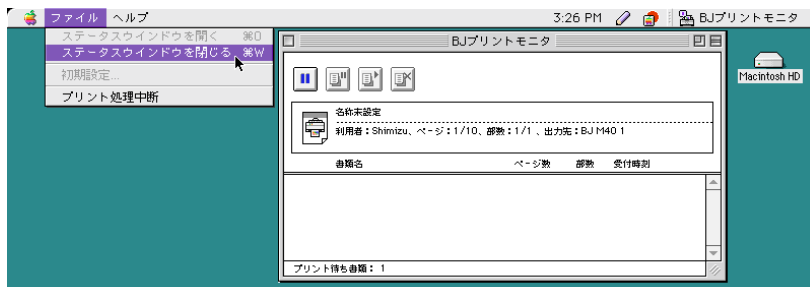 ファイル ヘルプ 3:26 PM BJプリントモニタ
ステータスウインドウを開く ⌘O
ステータスウインドウを閉じる ⌘W
初期設定...
プリント処理中断
BJプリントモニタ
Macintosh HD
名称未設定
利用者：Shimizu、ページ：1/10、部数：1/1 、出力先：BJ M40 1
書類名 ページ数 部数 受付時刻
プリント待ち書類： 1